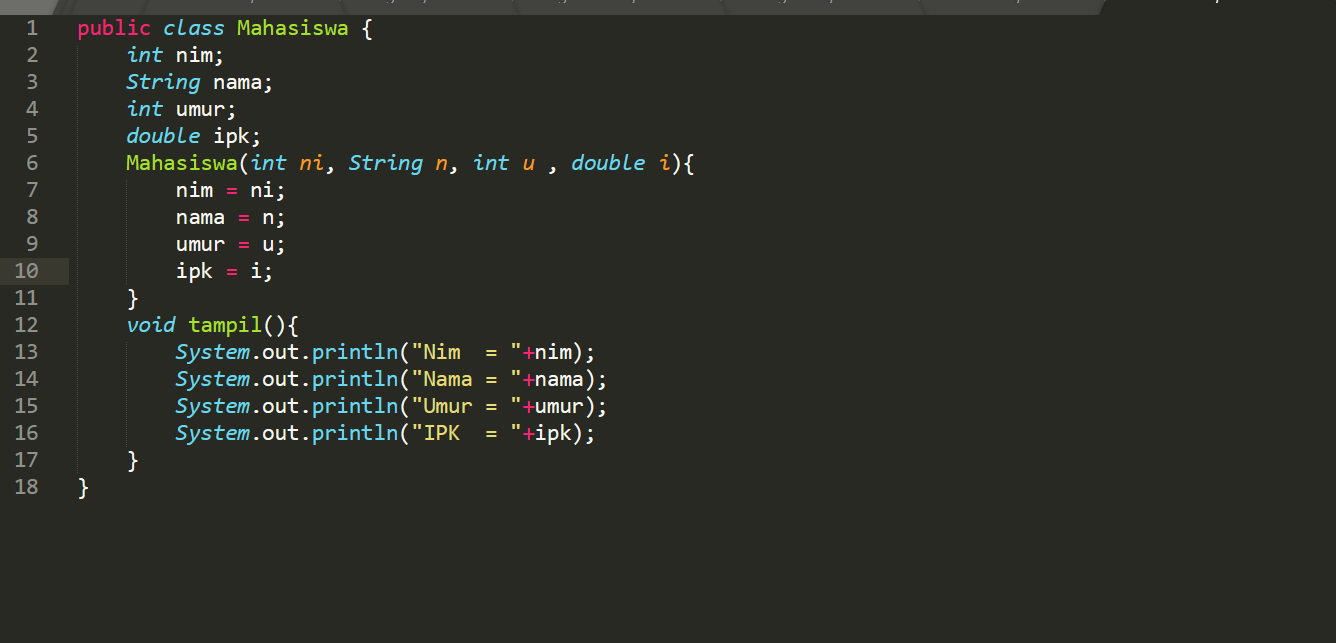 1 public class Mahasiswa {
2 int nim;
3 String nama;
4 int umur;
5 double ipk;
6 Mahasiswa(int ni, String n, int u , double i){
7 nim = ni;
8 nama = n;
9 umur = u;
10 ipk = i;
11 }
12 void tampil(){
13 System.out.println("Nim  = "+nim);
14 System.out.println("Nama = "+nama);
15 System.out.println("Umur = "+umur);
16 System.out.println("IPK  = "+ipk);
17 }
18 }